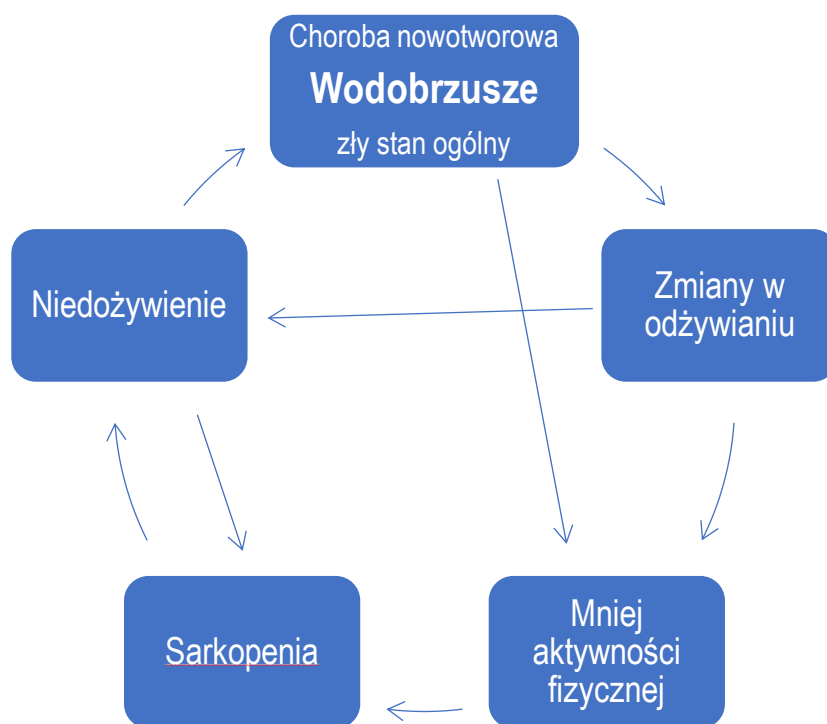 Choroba nowotworowa
Wodobrzusze
zły stan ogólny
Zmiany w
odżywianiu
Mniej
aktywności
fizycznej
Sarkopenia
Niedożywienie